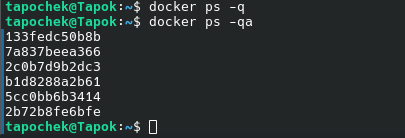 tapochek@Tapok:~$ docker ps -q
tapochek@Tapok:~$ docker ps -qa
133fedc50b8b
7a837beea366
2c0b7d9b2dc3
b1d8288a2b61
5cc0bb6b3414
2b72b8fe6bfe
tapochek@Tapok:~$